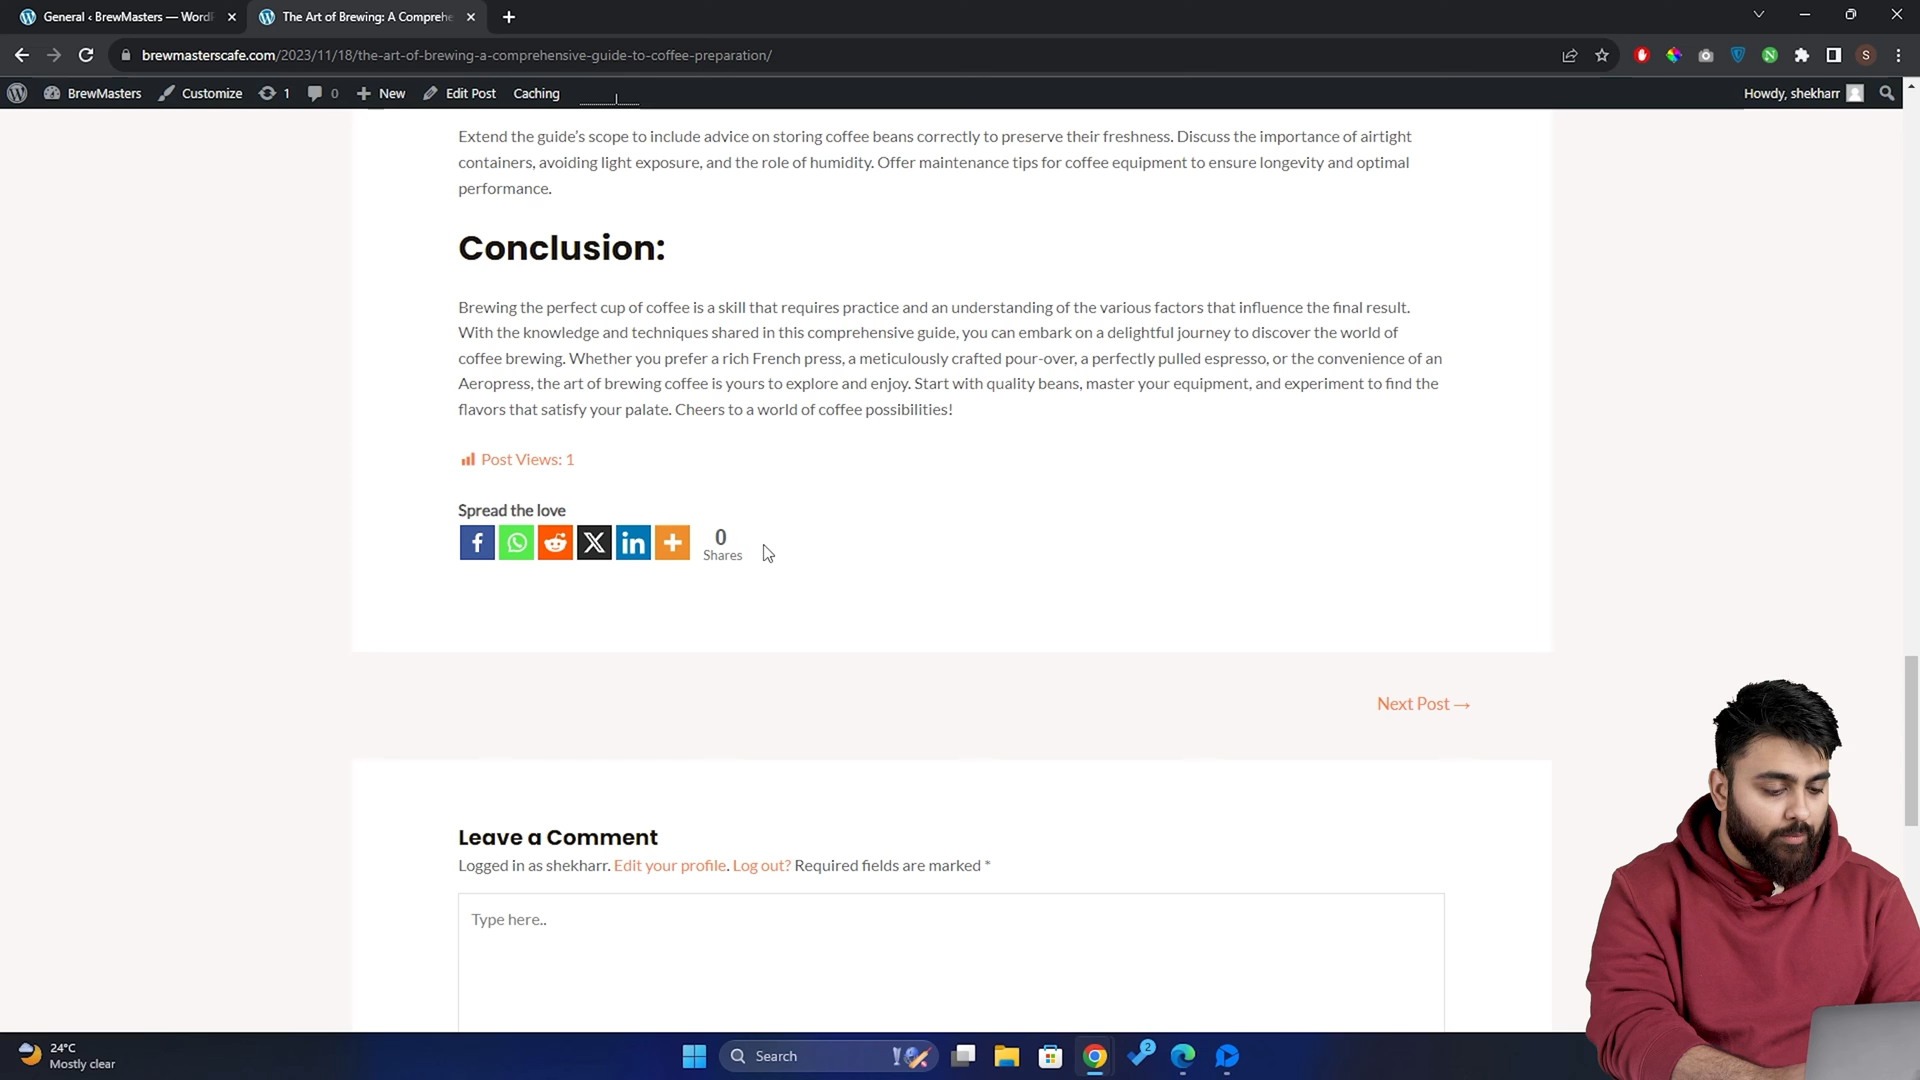 General ‹ BrewMasters — WordP
The Art of Brewing: A Comprehe
brewmasterscafe.com/2023/11/18/the-art-of-brewing-a-comprehensive-guide-to-coffee-preparation/
S
BrewMasters Customize 1 0 New Edit Post Caching
Howdy, shekharr
Extend the guide’s scope to include advice on storing coffee beans correctly to preserve their freshness. Discuss the importance of airtight
containers, avoiding light exposure, and the role of humidity. Offer maintenance tips for coffee equipment to ensure longevity and optimal
performance.
Conclusion:
Brewing the perfect cup of coffee is a skill that requires practice and an understanding of the various factors that influence the final result.
With the knowledge and techniques shared in this comprehensive guide, you can embark on a delightful journey to discover the world of
coffee brewing. Whether you prefer a rich French press, a meticulously crafted pour-over, a perfectly pulled espresso, or the convenience of an
Aeropress, the art of brewing coffee is yours to explore and enjoy. Start with quality beans, master your equipment, and experiment to find the
flavors that satisfy your palate. Cheers to a world of coffee possibilities!
Post Views: 1
Spread the love
0
Shares
Next Post →
Leave a Comment
Logged in as shekharr. Edit your profile. Log out? Required fields are marked *
Type here..
24°C
Mostly clear
Search
2